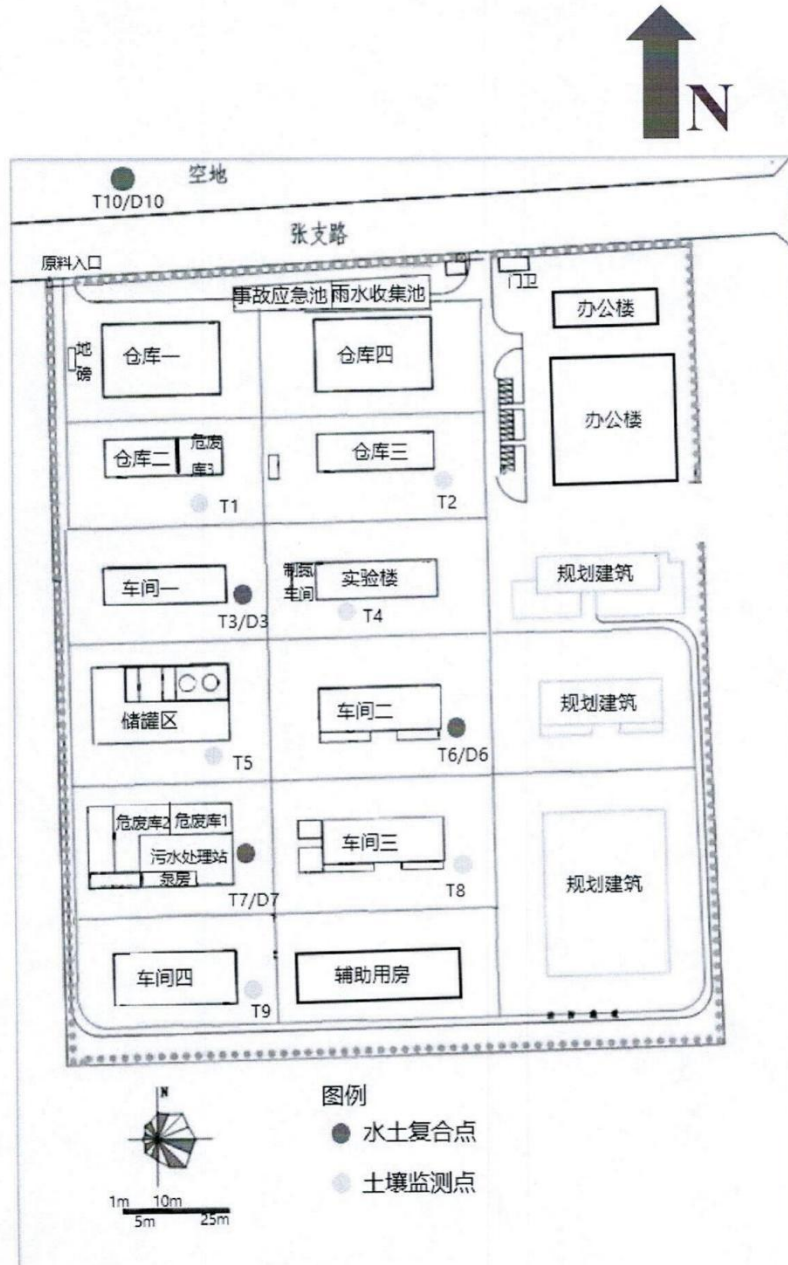 N
空地
T10/D10
张支路
原料入口
门卫
事故应急池
雨水收集池
办公楼
地磅
仓库一
仓库四
办公楼
仓库二
危废
库3
仓库三
T1
T2
车间一
制氮
车间
实验楼
规划建筑
T3/D3
T4
储罐区
车间二
规划建筑
T5
T6/D6
危废库2
危废库1
车间三
污水处理站
泵房
规划建筑
T7/D7
T8
车间四
辅助用房
T9
N
图例
水土复合点
土壤监测点
1m 10m
5m 25m